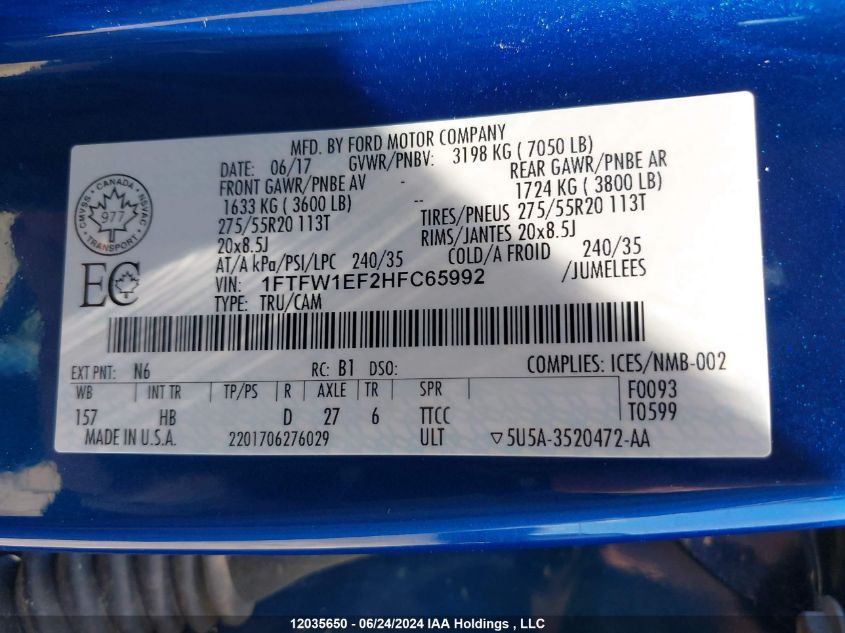 MFD. BY FORD MOTOR COMPANY
DATE: 06/17 GVWR/PNBV: 3198 KG ( 7050 LB)
FRONT GAWR/PNBE AV - REAR GAWR/PNBE AR
1633 KG ( 3600 LB) -- 1724 KG ( 3800 LB)
275/55R20 113T TIRES/PNEUS 275/55R20 113T
20x8.5J RIMS/JANTES 20x8.5J
AT/A kPa/PSI/LPC 240/35 COLD/A FROID 240/35
VIN: 1FTFW1EF2HFC65992 /JUMELEES
TYPE: TRU/CAM
CMVSS · CANADA · NSVAC
977
TRANSPORT
EC
EXT PNT: N6 RC: B1 DSO: COMPLIES: ICES/NMB-002
WB INT TR TP/PS R AXLE TR SPR F0093
157 HB D 27 6 TTCC T0599
MADE IN U.S.A. 2201706276029 ULT ▽5U5A-3520472-AA
12035650 - 06/24/2024 IAA Holdings , LLC